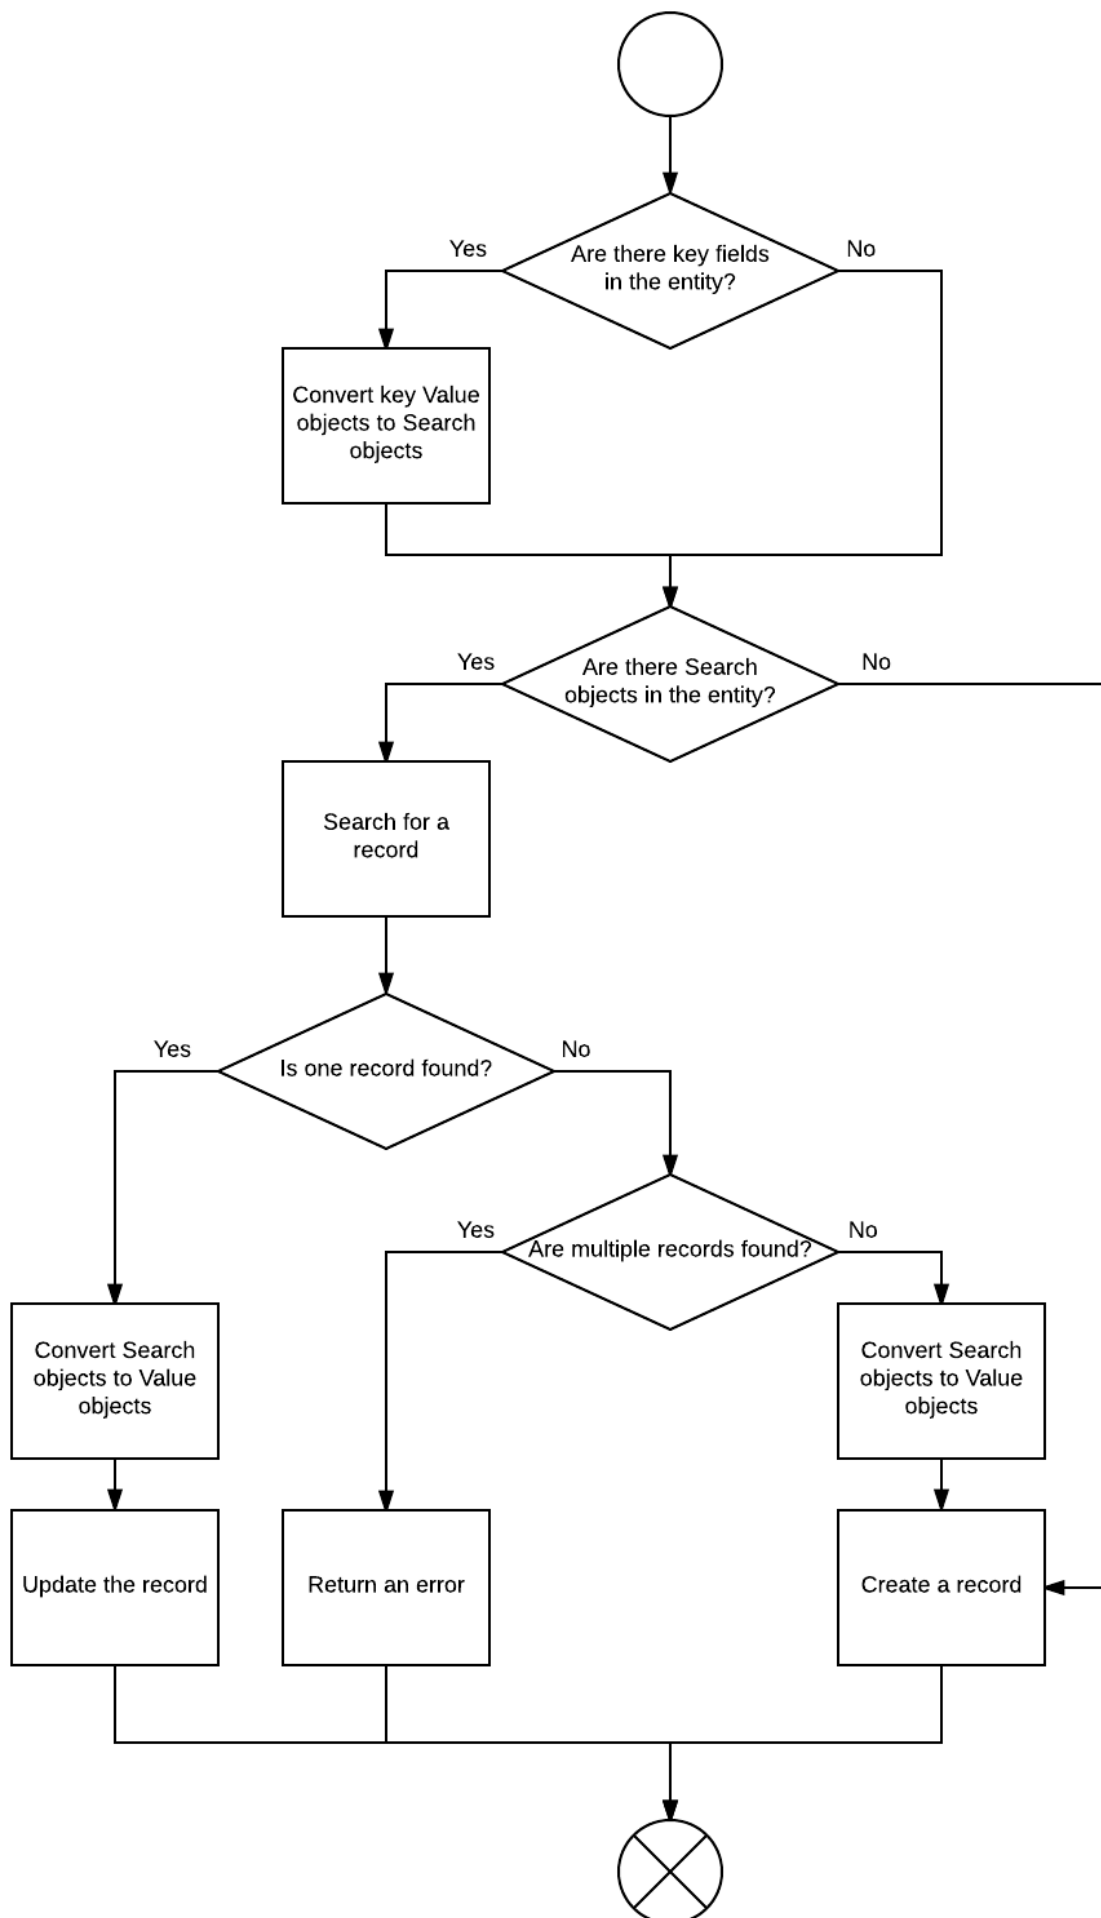 Are there key fields
in the entity?
Yes
No
Convert key Value
objects to Search
objects
Are there Search
objects in the entity?
Yes
No
Search for a
record
Is one record found?
Yes
No
Are multiple records found?
Yes
No
Convert Search
objects to Value
objects
Convert Search
objects to Value
objects
Update the record
Return an error
Create a record